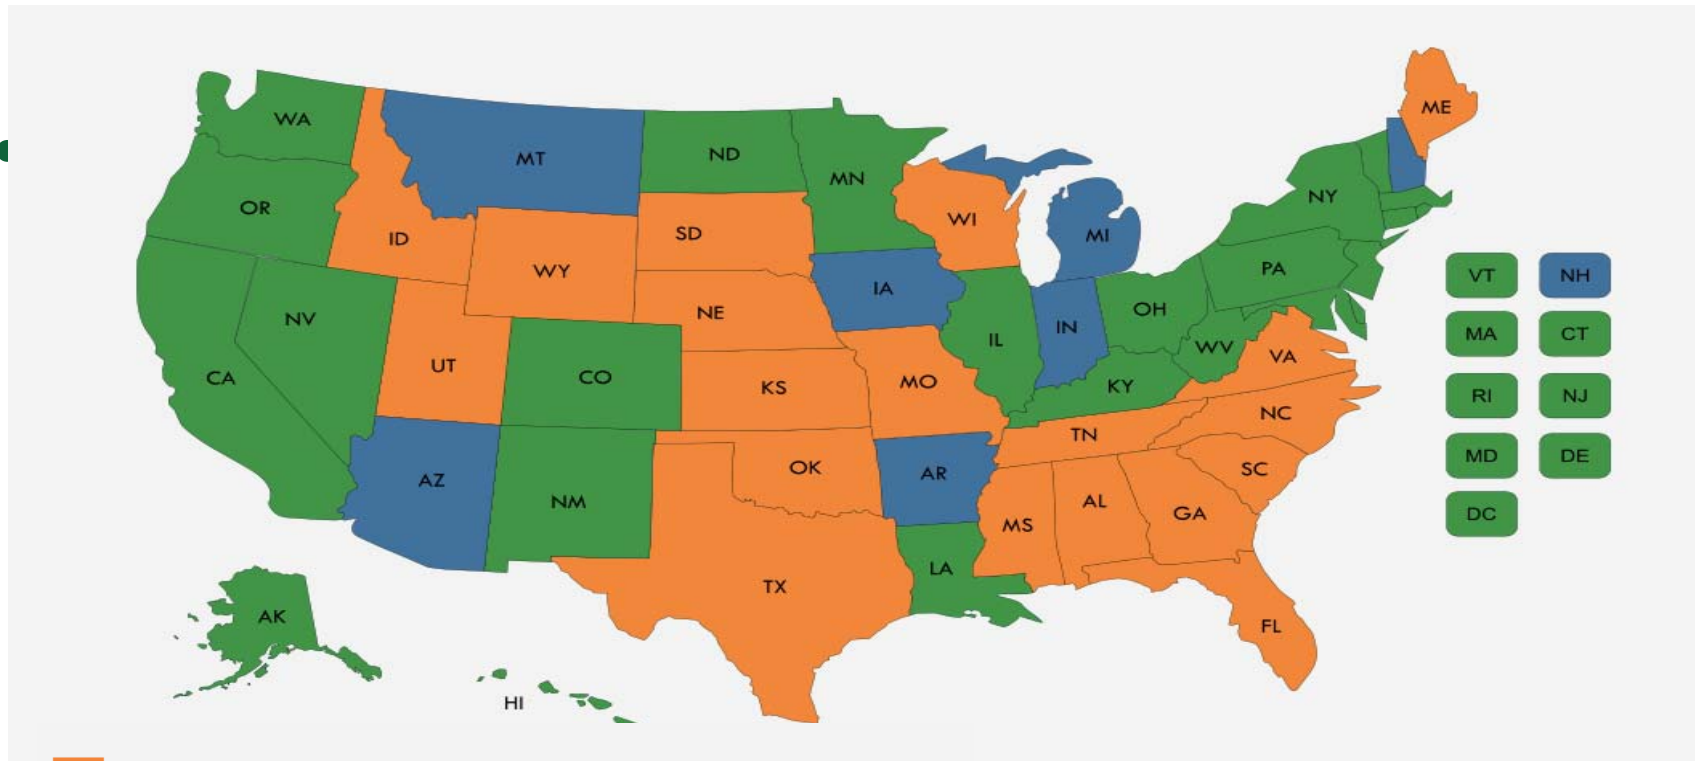 ME
WA
MT
ND
MN
NY
OR
ID
SD
WI
MI
WY
PA
VT
NH
IA
NE
NV
OH
IN
IL
WV
MA
CT
UT
CO
VA
CA
KS
MO
KY
RI
NJ
NC
TN
OK
SC
MD
DE
AZ
AR
NM
AL
MS
GA
DC
LA
TX
AK
FL
HI